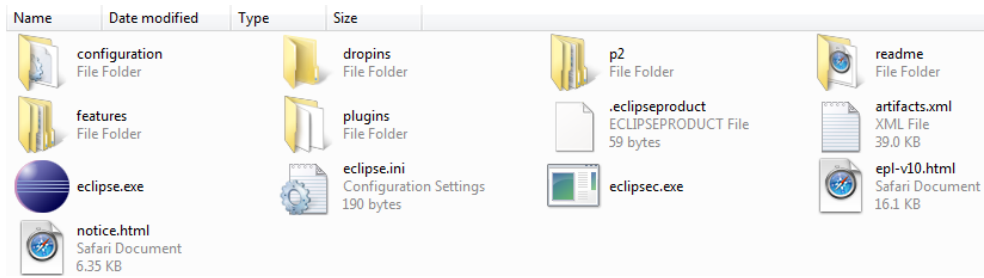 Name Date modified Type Size
configuration
File Folder
dropins
File Folder
p2
File Folder
readme
File Folder
features
File Folder
plugins
File Folder
.eclipseproduct
ECLIPSEPRODUCT File
59 bytes
artifacts.xml
XML File
39.0 KB
eclipse.exe
eclipse.ini
Configuration Settings
190 bytes
eclipsec.exe
epl-v10.html
Safari Document
16.1 KB
notice.html
Safari Document
6.35 KB